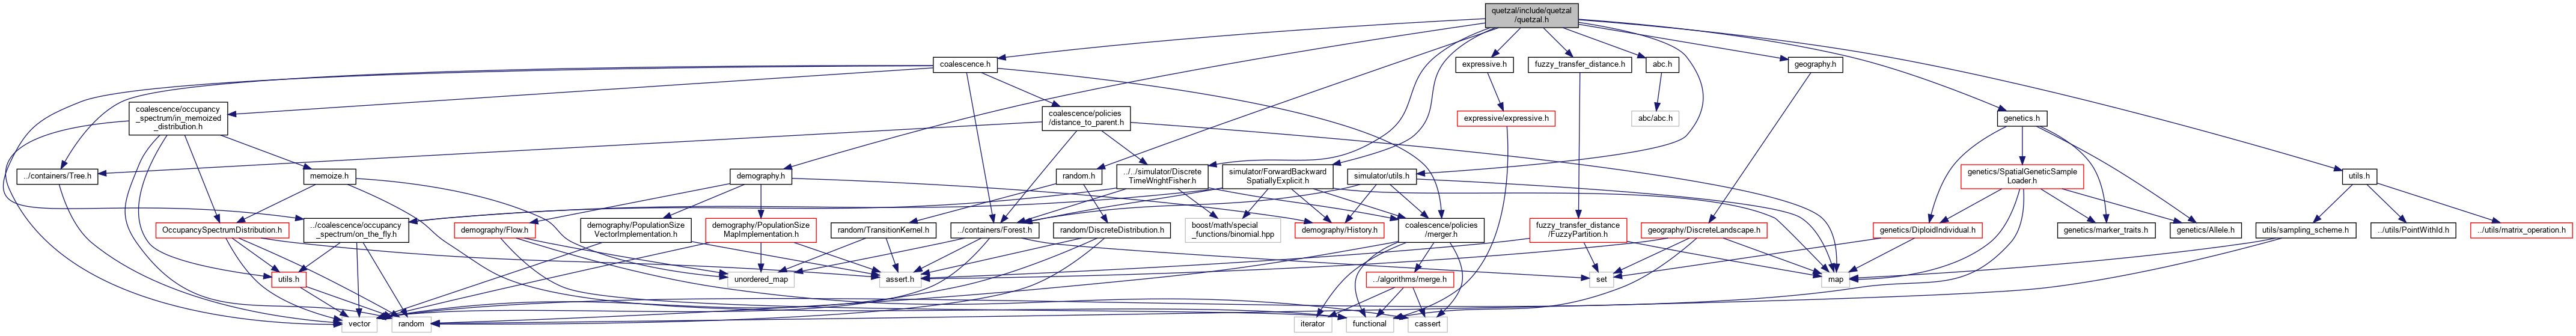 quetzal/include/quetzal
/quetzal.h
coalescence.h
expressive.h
fuzzy_transfer_distance.h
abc.h
geography.h
coalescence/occupancy
_spectrum/in_memoized
_distribution.h
coalescence/policies
/distance_to_parent.h
expressive/expressive.h
abc/abc.h
genetics.h
../containers/Tree.h
memoize.h
demography.h
random.h
../../simulator/Discrete
TimeWrightFisher.h
simulator/ForwardBackward
SpatiallyExplicit.h
simulator/utils.h
genetics/SpatialGeneticSample
Loader.h
utils.h
OccupancySpectrumDistribution.h
../coalescence/occupancy
_spectrum/on_the_fly.h
demography/Flow.h
demography/PopulationSize
VectorImplementation.h
demography/PopulationSize
MapImplementation.h
random/TransitionKernel.h
../containers/Forest.h
random/DiscreteDistribution.h
boost/math/special
_functions/binomial.hpp
demography/History.h
coalescence/policies
/merger.h
fuzzy_transfer_distance
/FuzzyPartition.h
geography/DiscreteLandscape.h
genetics/DiploidIndividual.h
genetics/marker_traits.h
genetics/Allele.h
utils/sampling_scheme.h
../utils/PointWithId.h
../utils/matrix_operation.h
utils.h
unordered_map
assert.h
../algorithms/merge.h
set
map
vector
random
iterator
functional
cassert